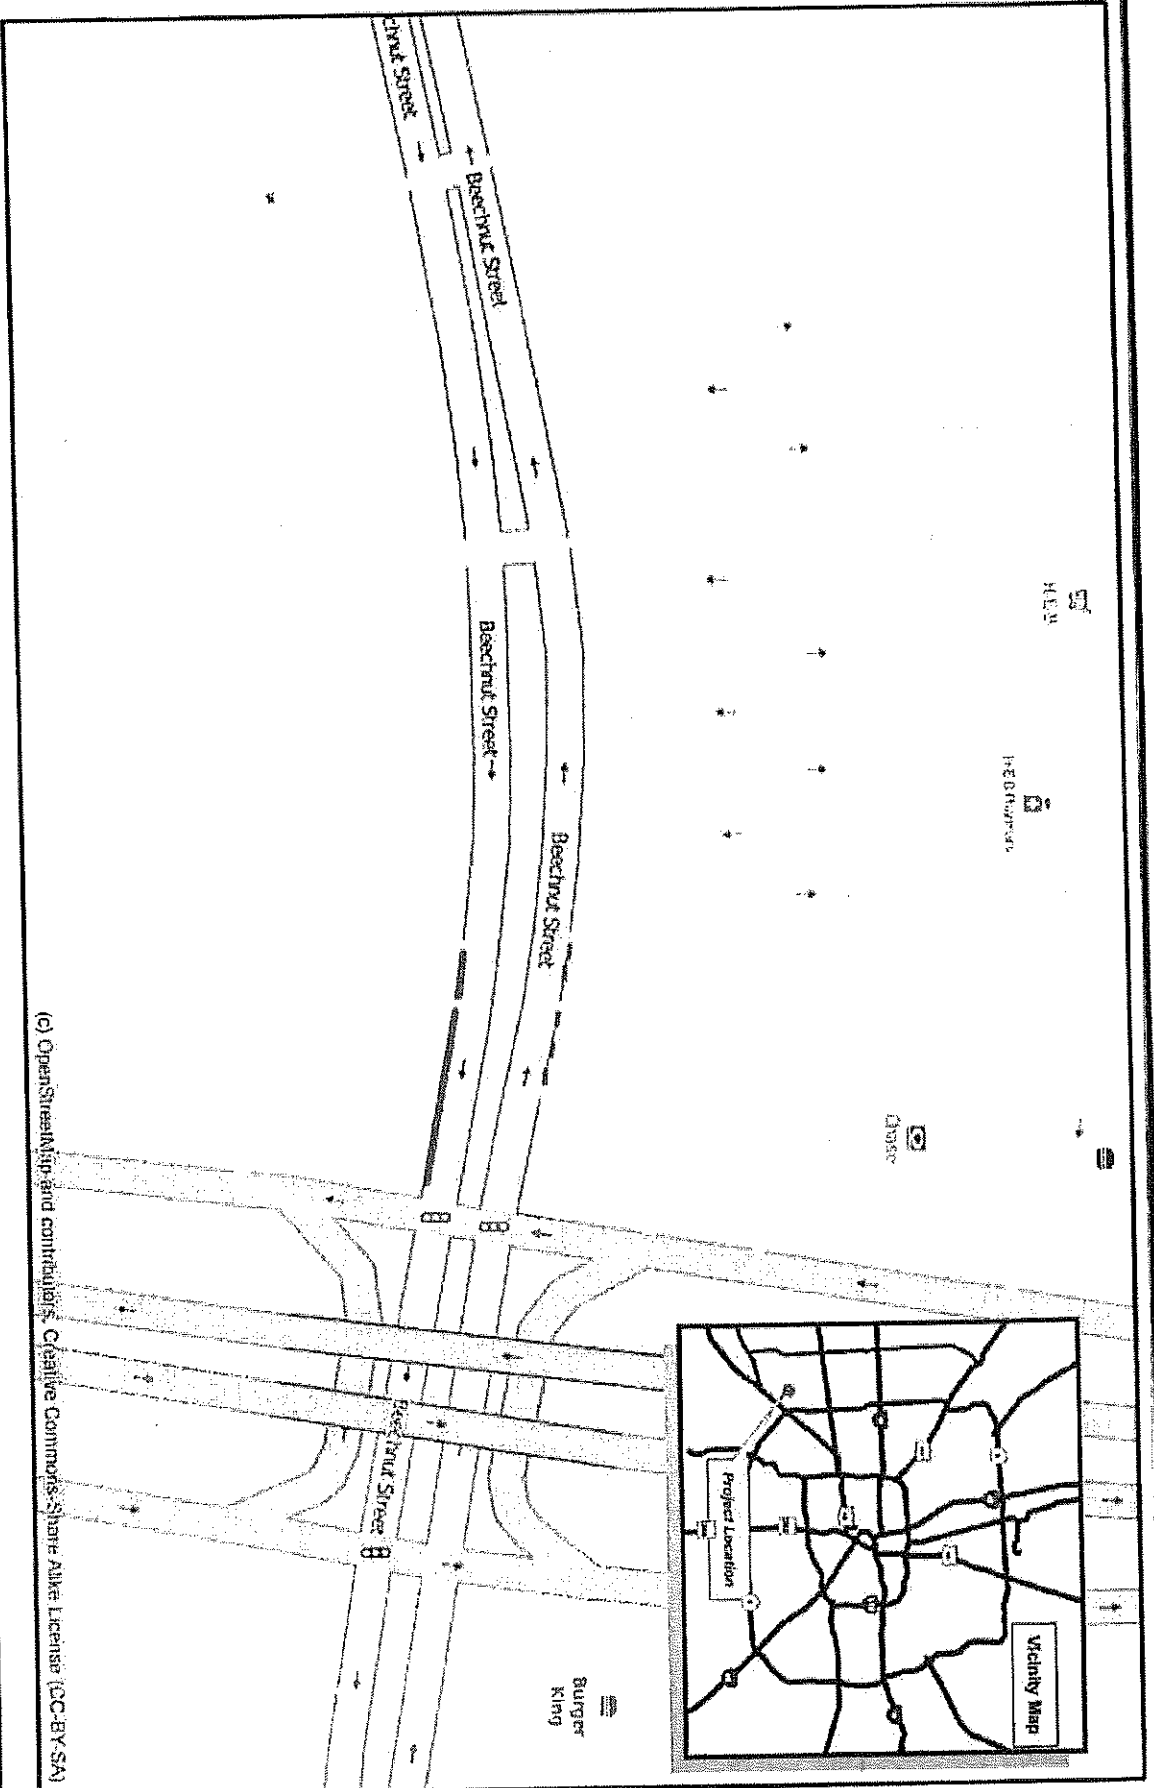 Vicinity Map
Project Location
Chase
Burger
King
chnut Street
Beechnut Street
Beechnut Street
Beechnut Street
Beechnut Street
(c) OpenStreetMap and contributors, Creative Commons-Share Alike License (CC-BY-SA)